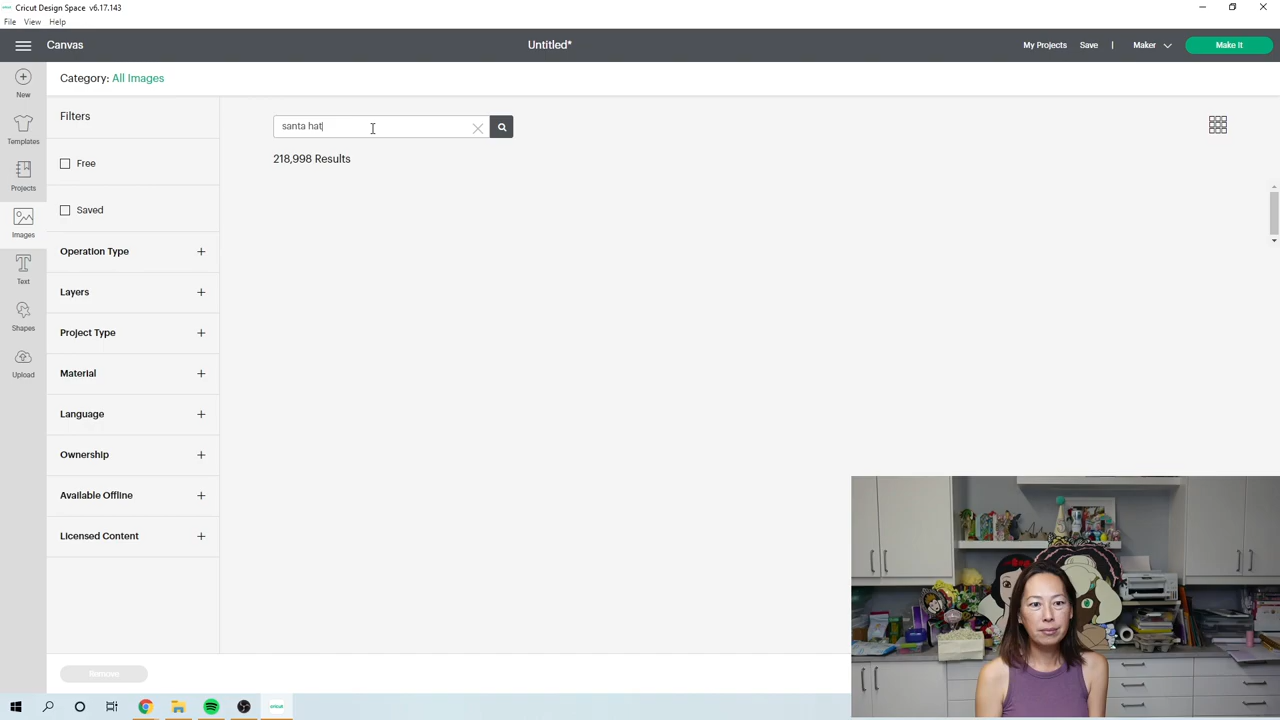 Cricut Design Space v6.17.143
File View Help
Canvas
Untitled*
My Projects Save | Maker Make It
New
Templates
Projects
Images
Text
Shapes
Upload
Category: All Images
Filters
Free
Saved
Operation Type +
Layers +
Project Type +
Material +
Language +
Ownership +
Available Offline +
Licensed Content +
Remove
santa hat
218,998 Results